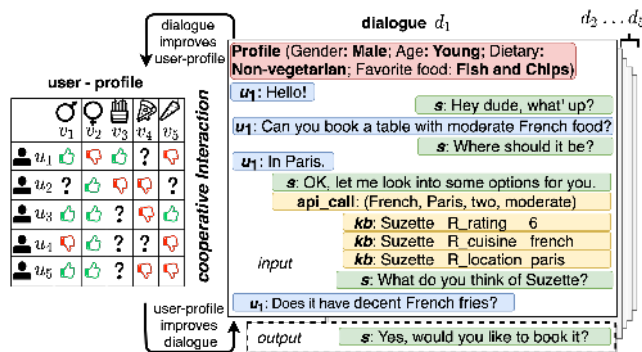 dialogue d₁
d₂ ... d₅
dialogue
improves
user-profile
user - profile
v₁ v₂ v₃ v₄ v₅
u₁ ?
u₂ ? ?
u₃ ?
u₄ ? ?
u₅ ?
cooperative Interaction
user-profile
improves
dialogue
Profile (Gender: Male; Age: Young; Dietary:
Non-vegetarian; Favorite food: Fish and Chips)
u₁: Hello!
s: Hey dude, what' up?
u₁: Can you book a table with moderate French food?
s: Where should it be?
u₁: In Paris.
s: OK, let me look into some options for you.
api_call: (French, Paris, two, moderate)
kb: Suzette R_rating 6
kb: Suzette R_cuisine french
kb: Suzette R_location paris
input
s: What do you think of Suzette?
u₁: Does it have decent French fries?
output
s: Yes, would you like to book it?